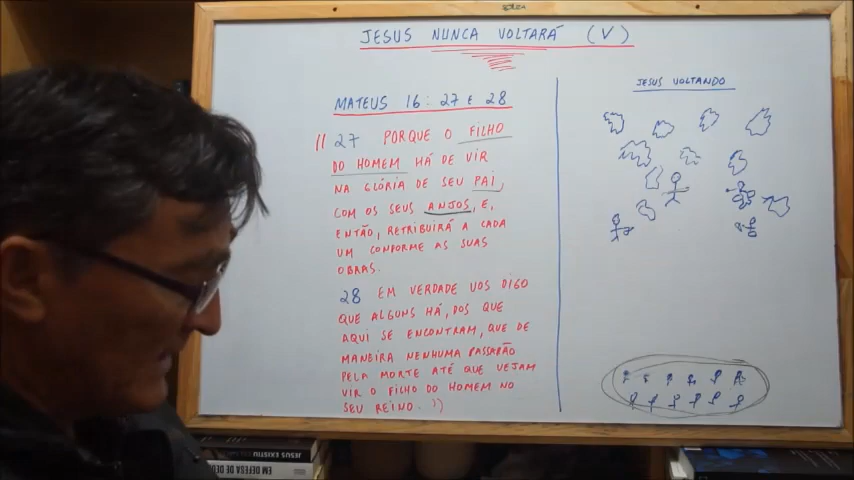 JESUS NUNCA VOLTARÁ (V)
MATEUS 16: 27 E 28
" 27 PORQUE O FILHO
DO HOMEM HÁ DE VIR
NA GLÓRIA DE SEU PAI,
COM OS SEUS ANJOS, E,
ENTÃO, RETRIBUIRÁ A CADA
UM CONFORME AS SUAS
OBRAS.
28 EM VERDADE VOS DIGO
QUE ALGUNS HÁ, DOS QUE
AQUI SE ENCONTRAM, QUE DE
MANEIRA NENHUMA PASSARÃO
PELA MORTE ATÉ QUE VEJAM
VIR O FILHO DO HOMEM NO
SEU REINO. "
JESUS VOLTANDO
JESUS EXISTIU
EM DEFESA DE DEUS